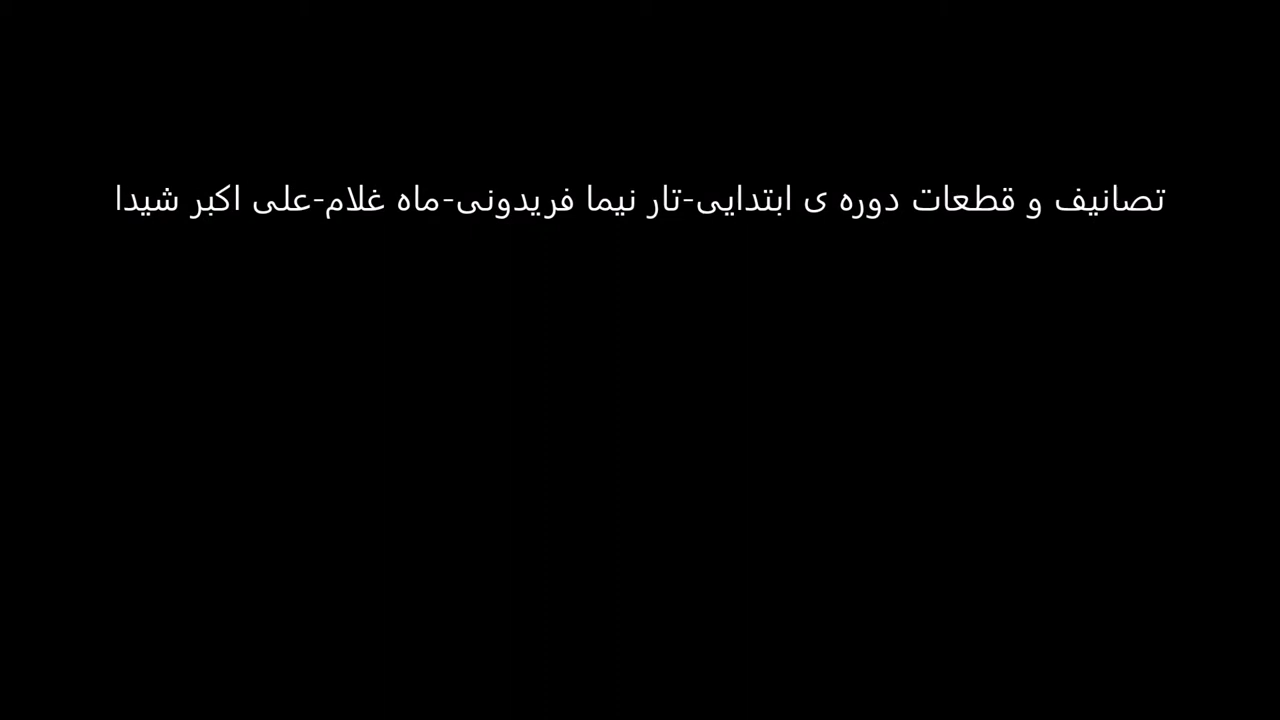 تصانیف و قطعات دوره ی ابتدایی-تار نیما فریدونی-ماه غلام-علی اکبر شیدا